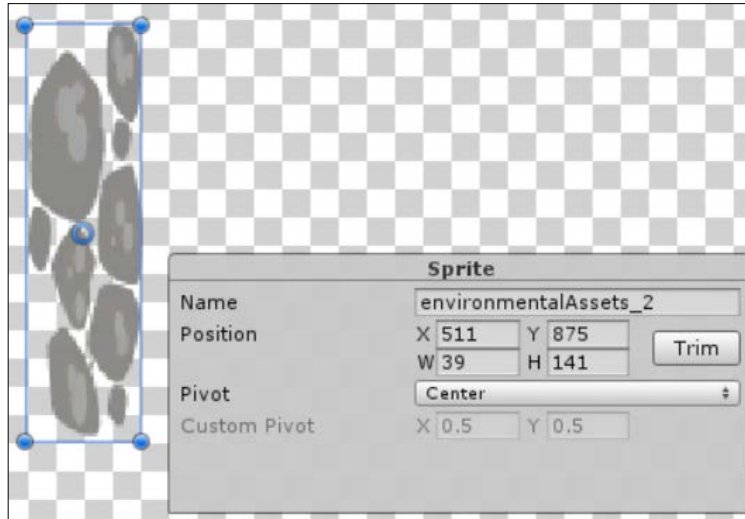 Sprite
Name environmentalAssets_2
Position X 511 Y 875
W 39 H 141 Trim
Pivot Center
Custom Pivot X 0.5 Y 0.5